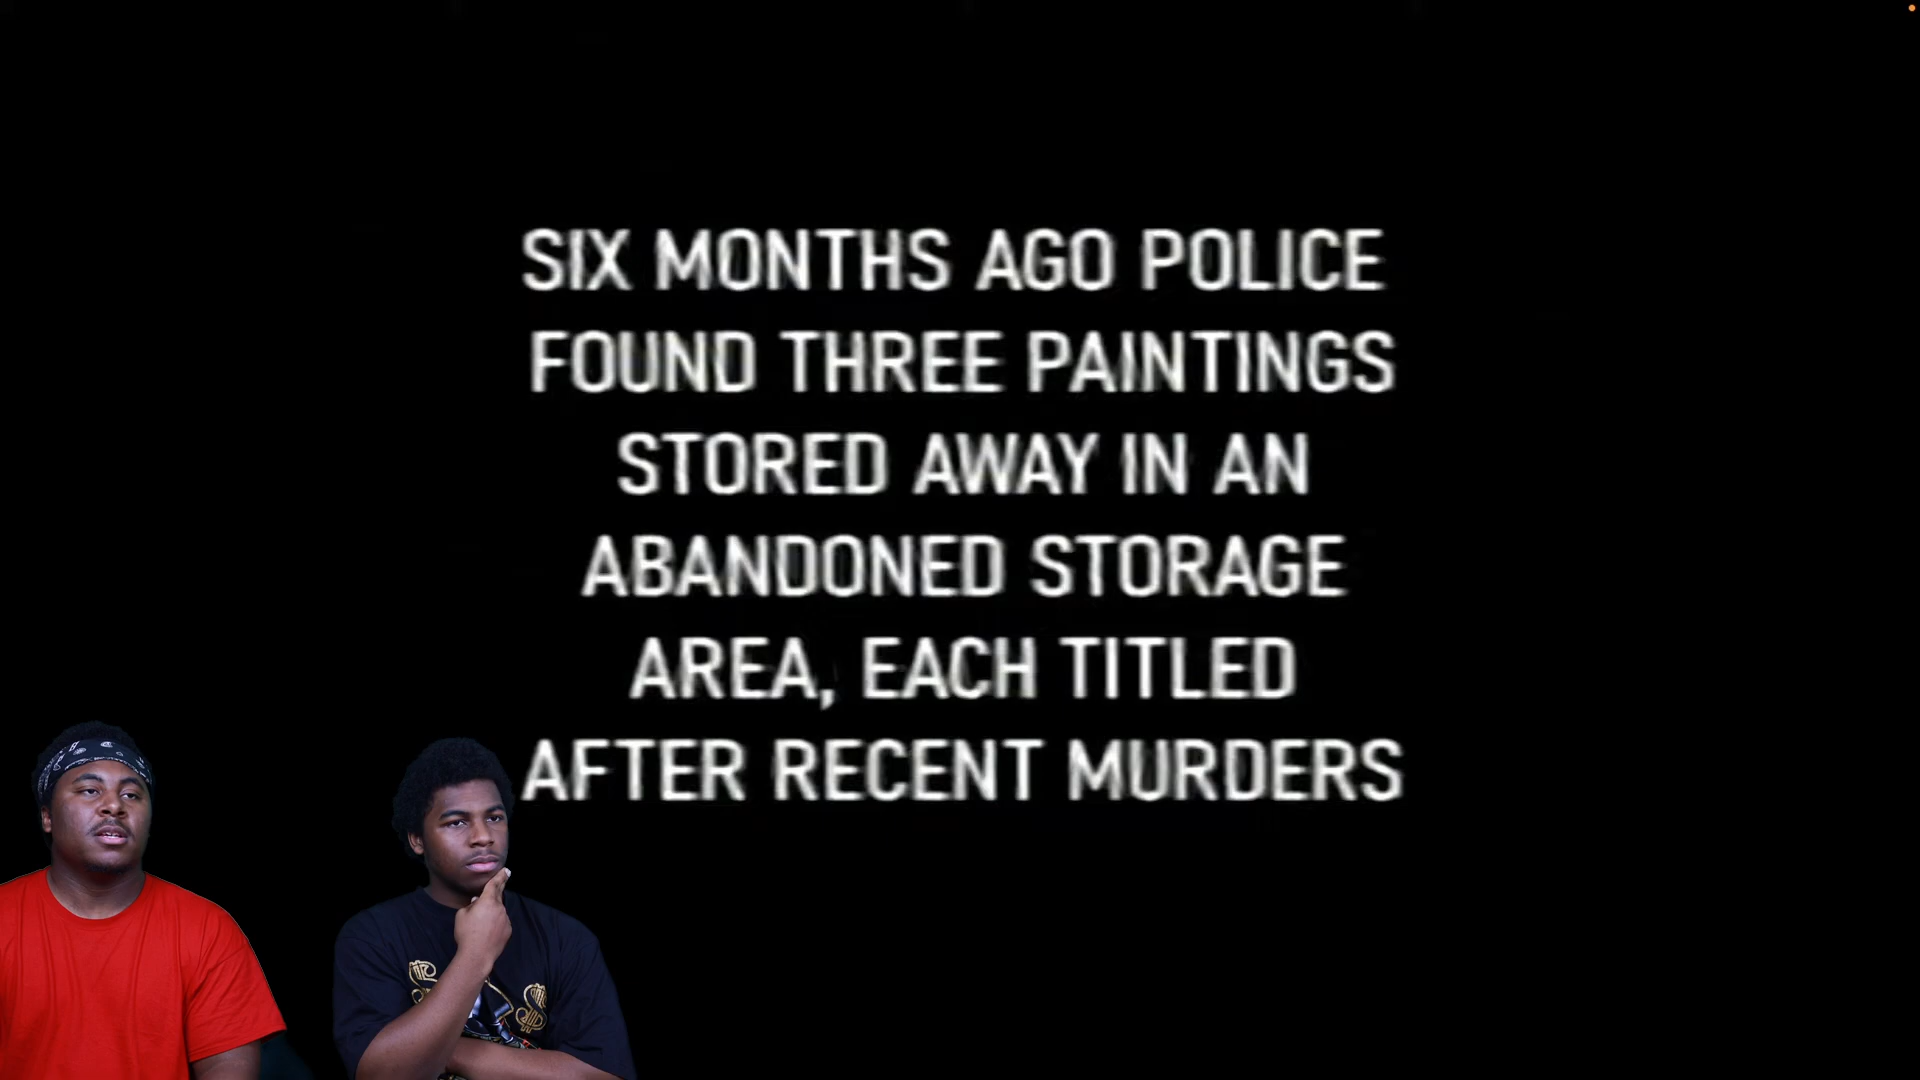 SIX MONTHS AGO POLICE
FOUND THREE PAINTINGS
STORED AWAY IN AN
ABANDONED STORAGE
AREA, EACH TITLED
AFTER RECENT MURDERS